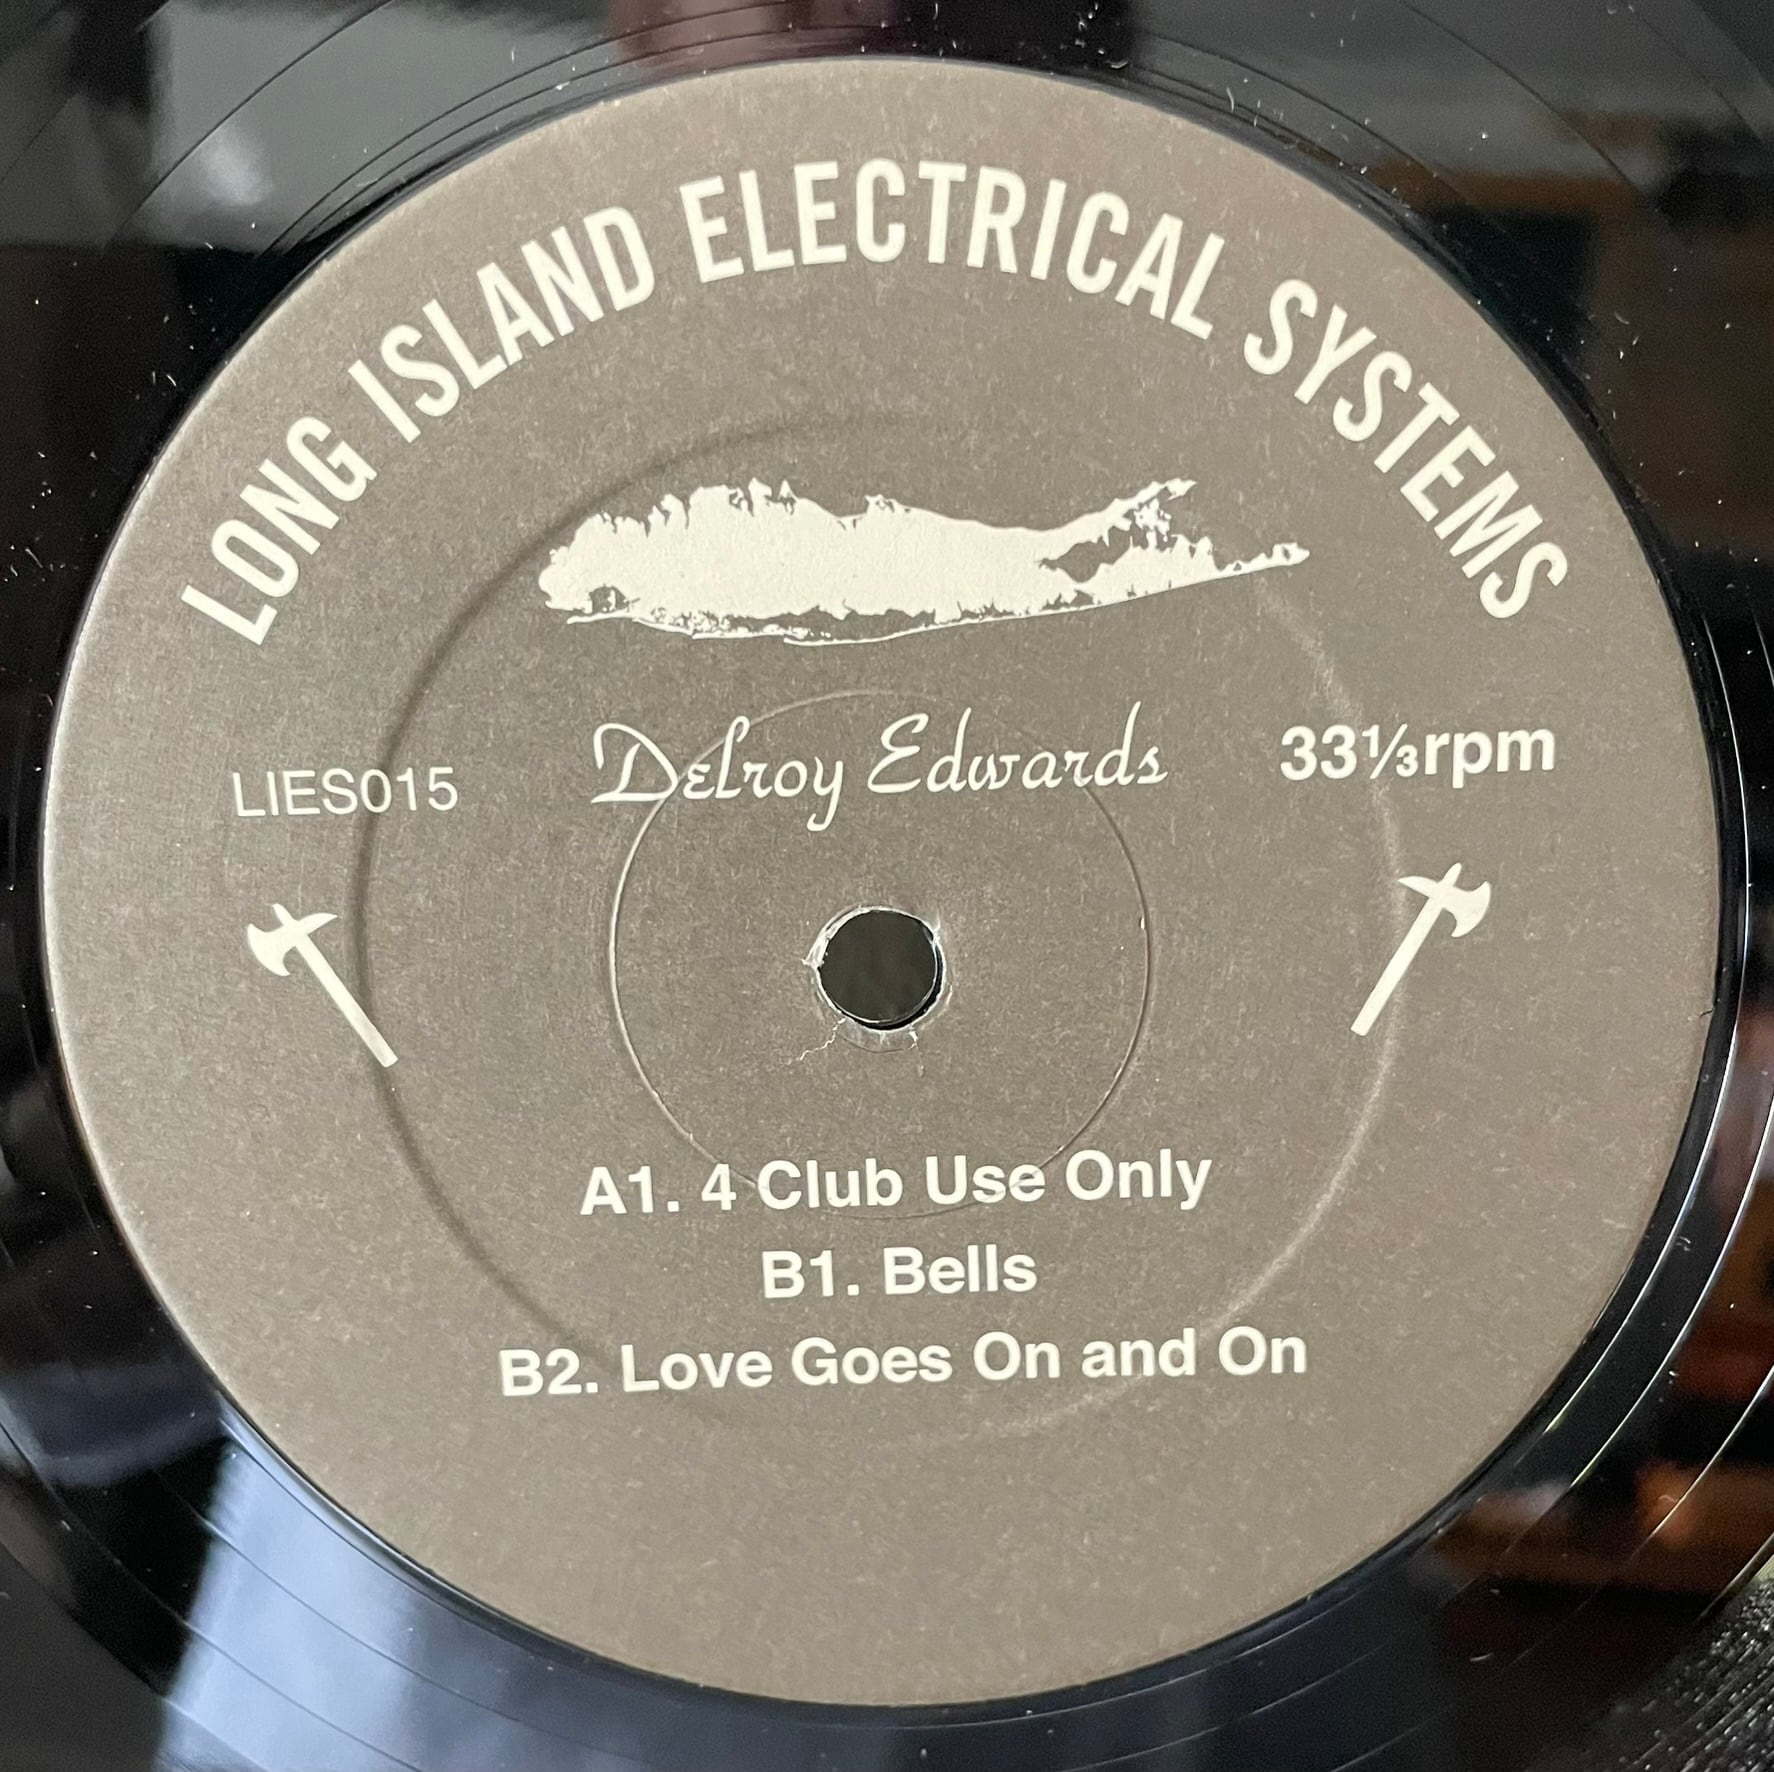 LONG ISLAND ELECTRICAL SYSTEMS
LIES015
Delroy Edwards
33⅓rpm
A1. 4 Club Use Only
B1. Bells
B2. Love Goes On and On